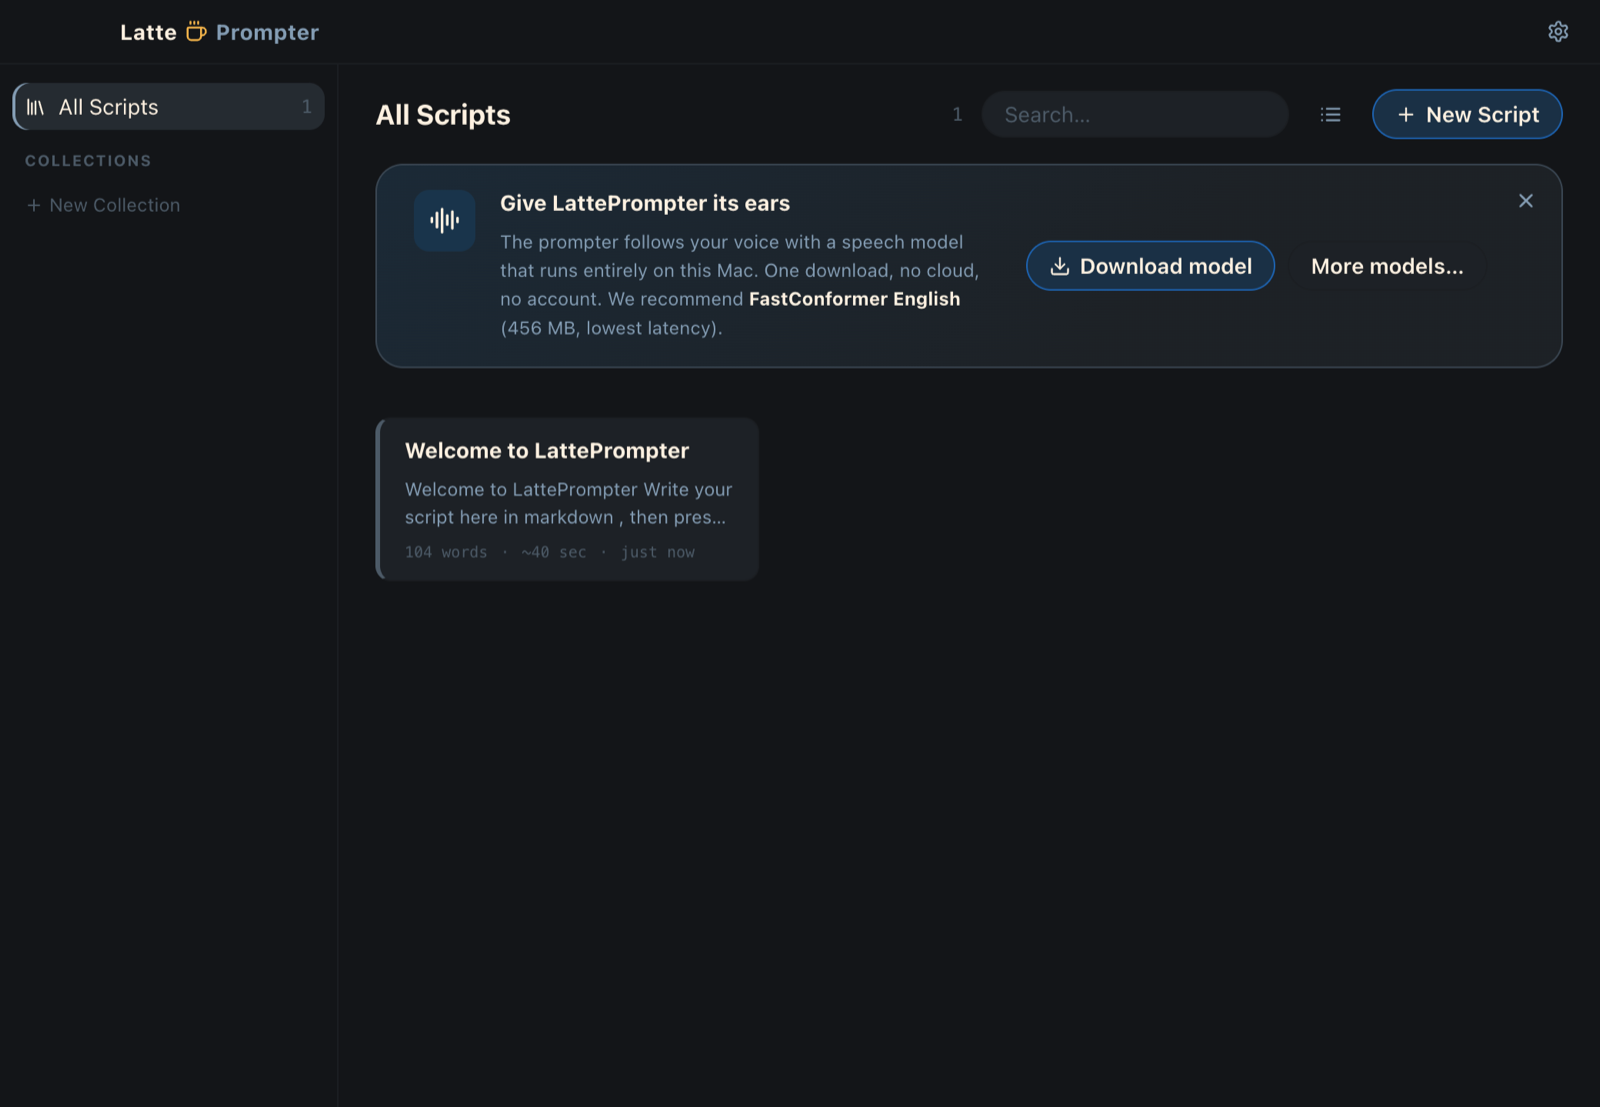 Latte Prompter
All Scripts 1
COLLECTIONS
+ New Collection
All Scripts
1
Search...
+ New Script
Give LattePrompter its ears
The prompter follows your voice with a speech model
that runs entirely on this Mac. One download, no cloud,
no account. We recommend FastConformer English
(456 MB, lowest latency).
Download model
More models...
Welcome to LattePrompter
Welcome to LattePrompter Write your
script here in markdown , then pres...
104 words · ~40 sec · just now